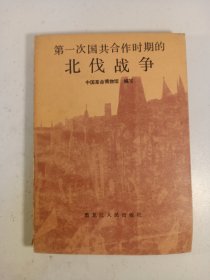 第一次国共合作时期的
北伐战争
中国革命博物馆 编写
黑龙江人民出版社